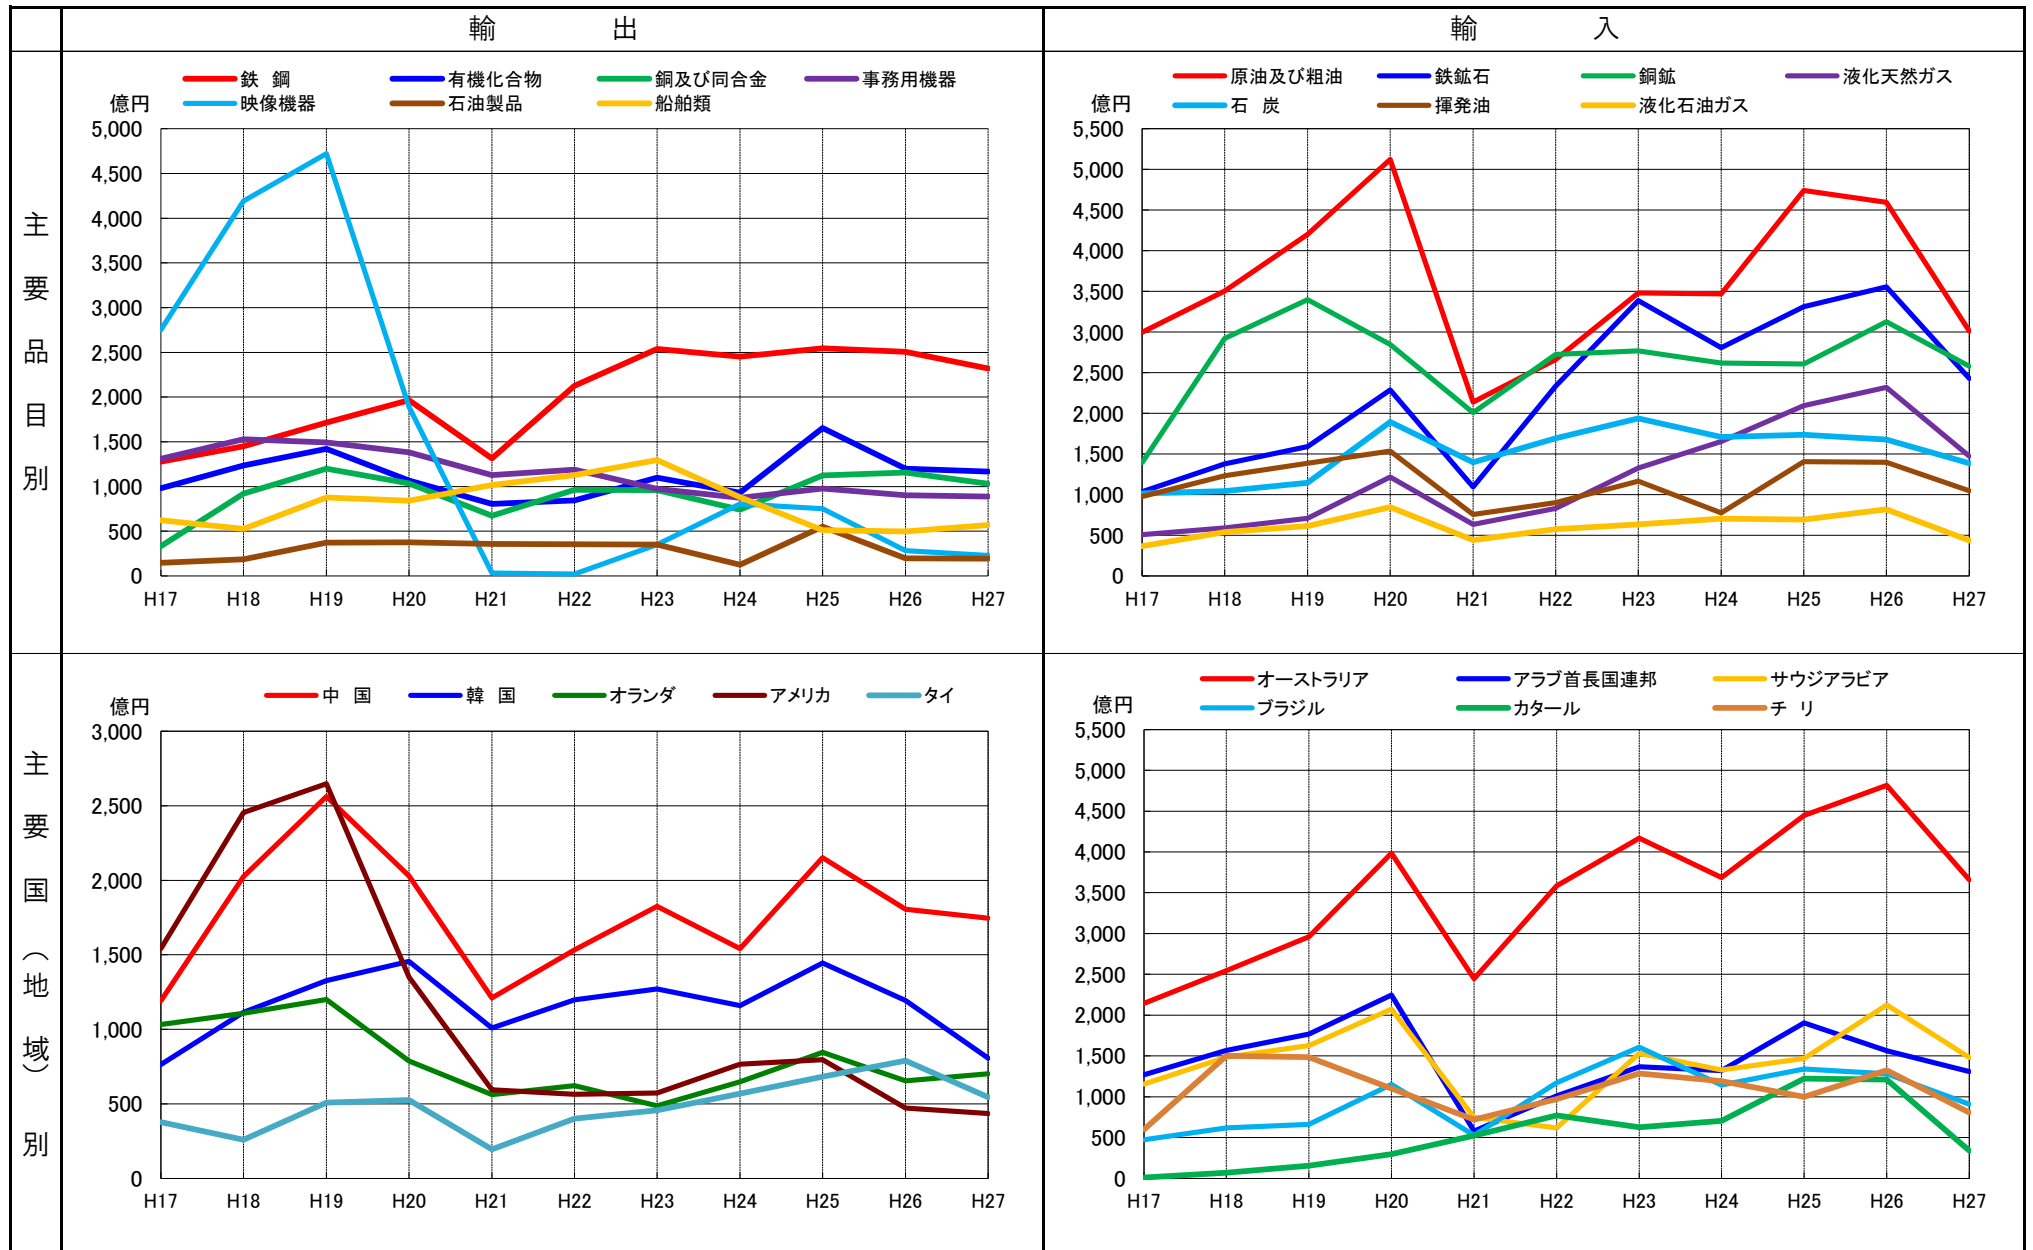 輸 出
輸 入
主要品目別
鉄 鋼 有機化合物 銅及び同合金 事務用機器
映像機器 石油製品 船舶類
億円
5,000
4,500
4,000
3,500
3,000
2,500
2,000
1,500
1,000
500
0
H17 H18 H19 H20 H21 H22 H23 H24 H25 H26 H27
原油及び粗油 鉄鉱石 銅鉱 液化天然ガス
石 炭 揮発油 液化石油ガス
億円
5,500
5,000
4,500
4,000
3,500
3,000
2,500
2,000
1,500
1,000
500
0
H17 H18 H19 H20 H21 H22 H23 H24 H25 H26 H27
主要国（地域）別
中 国 韓 国 オランダ アメリカ タイ
億円
3,000
2,500
2,000
1,500
1,000
500
0
H17 H18 H19 H20 H21 H22 H23 H24 H25 H26 H27
オーストラリア アラブ首長国連邦 サウジアラビア
ブラジル カタール チ リ
億円
5,500
5,000
4,500
4,000
3,500
3,000
2,500
2,000
1,500
1,000
500
0
H17 H18 H19 H20 H21 H22 H23 H24 H25 H26 H27